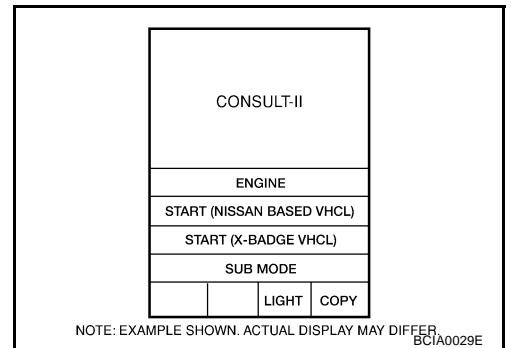 CONSULT-II
ENGINE
START (NISSAN BASED VHCL)
START (X-BADGE VHCL)
SUB MODE
LIGHT COPY
NOTE: EXAMPLE SHOWN. ACTUAL DISPLAY MAY DIFFER.
BCIA0029E